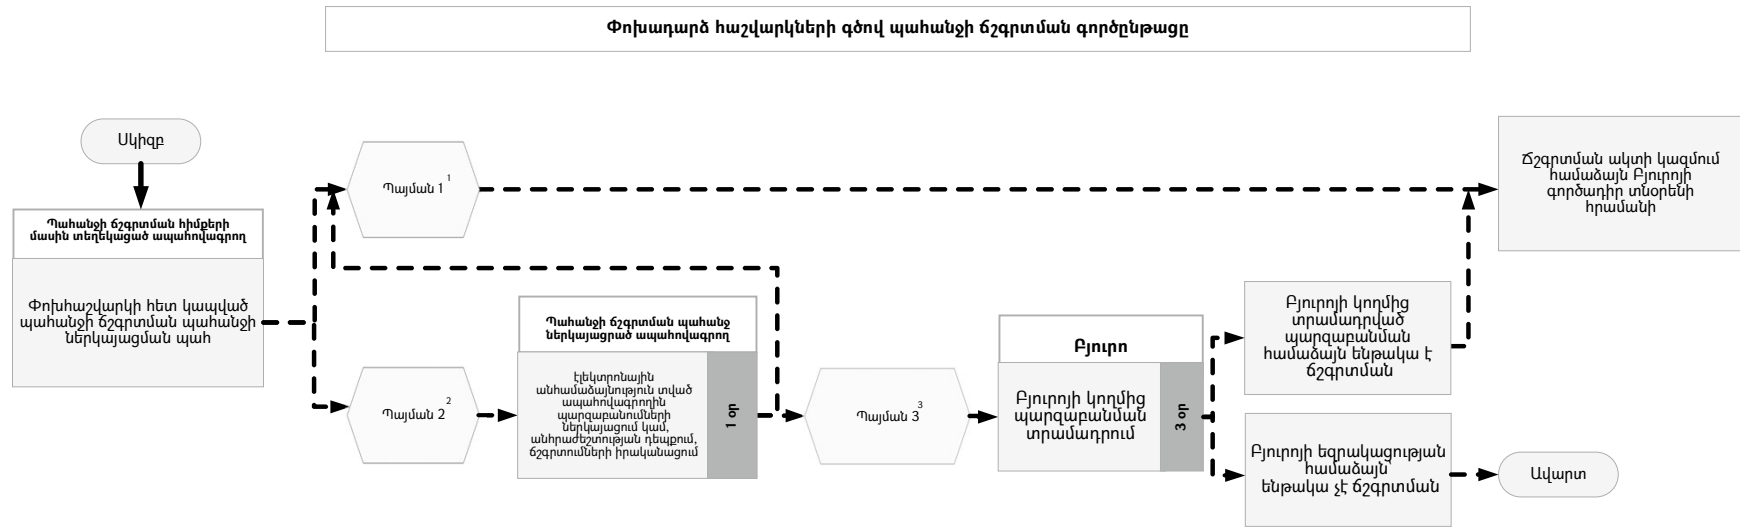 Փոխադարձ հաշվարկների գծով պահանջի ճշգրտման գործընթացը
Սկիզբ
Պահանջի ճշգրտման հիմքերի
մասին տեղեկացած ապահովագրող
Փոխհաշվարկի հետ կապված
պահանջի ճշգրտման պահանջի
ներկայացման պահ
Պայման 1 1
Պայման 2 2
Պահանջի ճշգրտման պահանջ
ներկայացրած ապահովագրող
Էլեկտրոնային
անհամաձայնություն տված
ապահովագրողին
պարզաբանումների
ներկայացում կամ,
անհրաժեշտության դեպքում,
ճշգրտումների իրականացում
1 օր
Պայման 3 3
Բյուրո
Բյուրոյի կողմից
պարզաբանման
տրամադրում
3 օր
Բյուրոյի կողմից
տրամադրված
պարզաբանման
համաձայն ենթակա է
ճշգրտման
Բյուրոյի եզրակացության
համաձայն՝
ենթակա չէ ճշգրտման
Ճշգրտման ակտի կազմում
համաձայն Բյուրոյի
գործադիր տնօրենի
հրամանի
Ավարտ